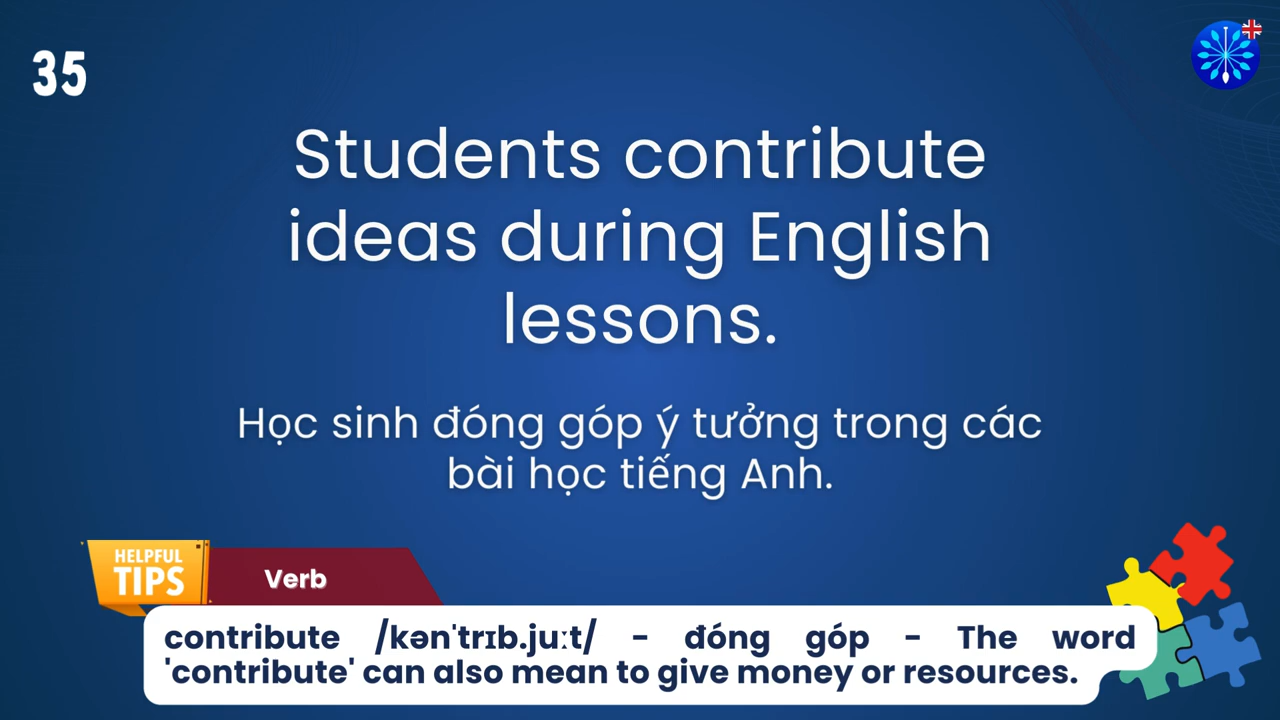 35
Students contribute
ideas during English
lessons.
Học sinh đóng góp ý tưởng trong các
bài học tiếng Anh.
HELPFUL
TIPS
Verb
contribute /kənˈtrɪb.juːt/ - đóng góp - The word
'contribute' can also mean to give money or resources.